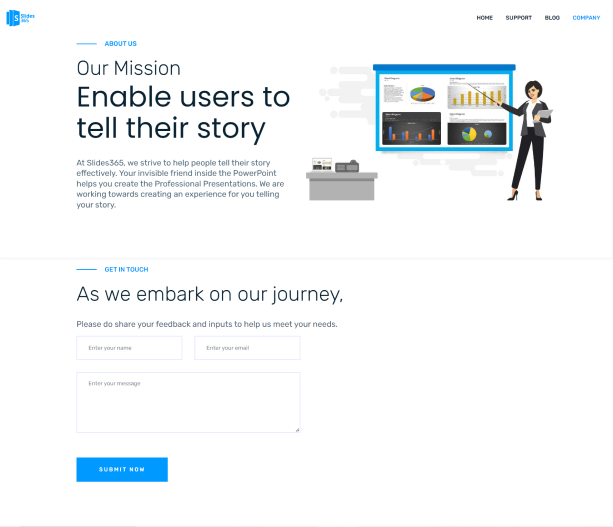 S Slides
365
HOME SUPPORT BLOG COMPANY
ABOUT US
Our Mission
Enable users to
tell their story
At Slides365, we strive to help people tell their story
effectively. Your invisible friend inside the PowerPoint
helps you create the Professional Presentations. We are
working towards creating an experience for you telling
your story.
GET IN TOUCH
As we embark on our journey,
Please do share your feedback and inputs to help us meet your needs.
Enter your name
Enter your email
Enter your message
SUBMIT NOW